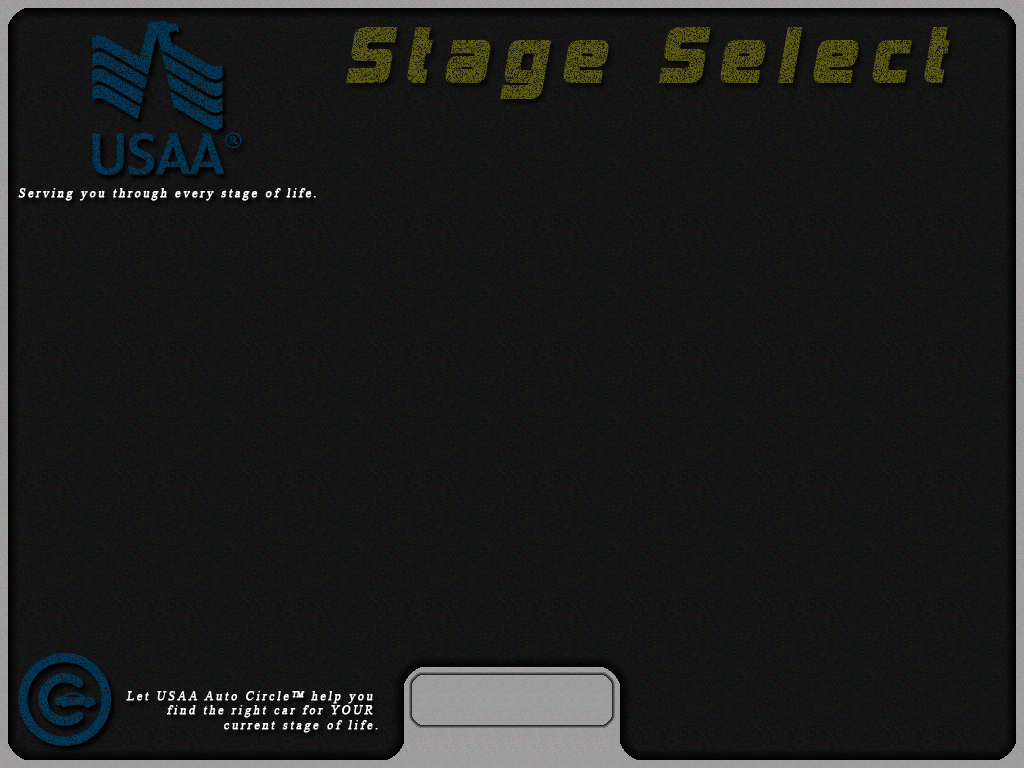 Stage Select
USAA®
Serving you through every stage of life.
Let USAA Auto Circle™ help you
find the right car for YOUR
current stage of life.